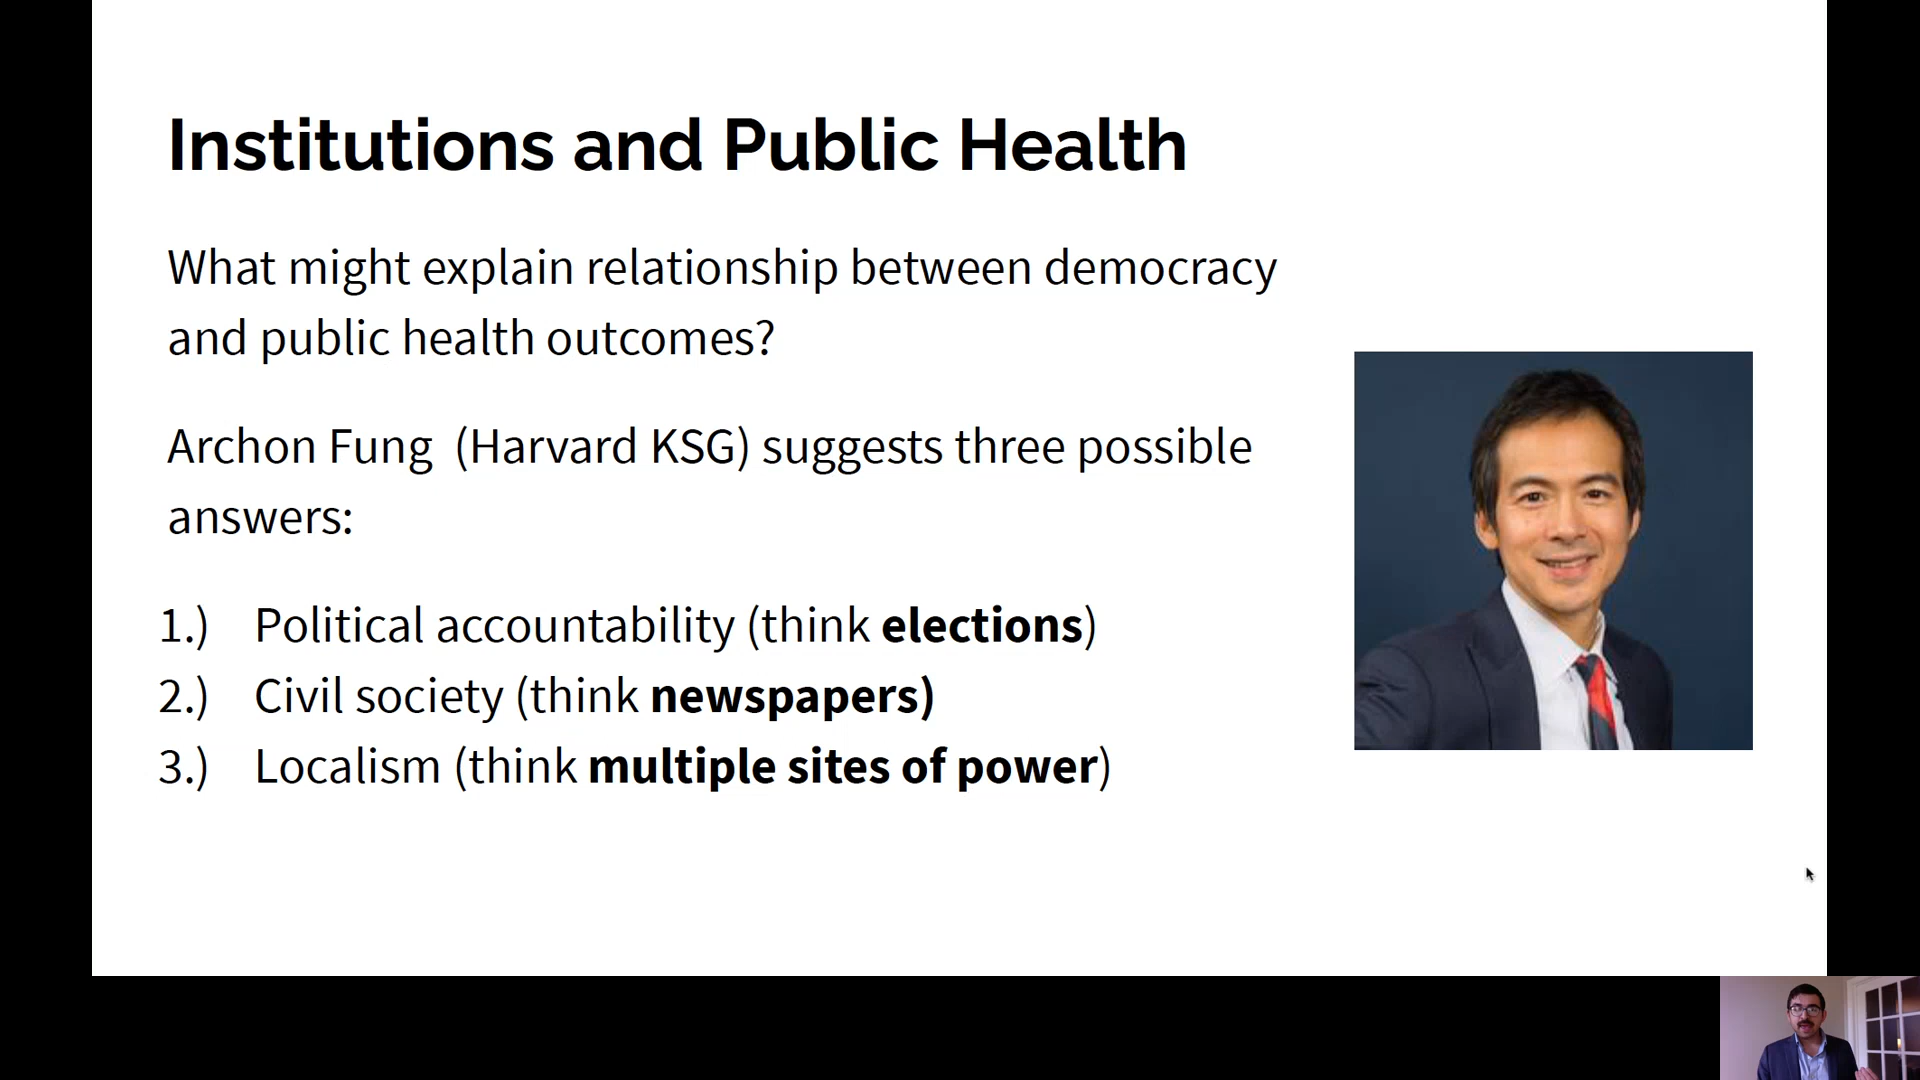 Institutions and Public Health
What might explain relationship between democracy
and public health outcomes?
Archon Fung  (Harvard KSG) suggests three possible
answers:
1.) Political accountability (think elections)
2.) Civil society (think newspapers)
3.) Localism (think multiple sites of power)